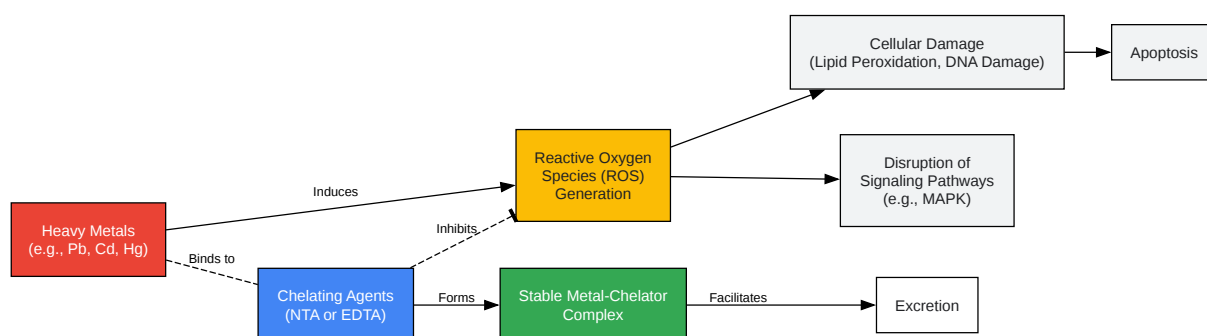 Cellular Damage
(Lipid Peroxidation, DNA Damage)
Apoptosis
Reactive Oxygen
Species (ROS)
Generation
Disruption of
Signaling Pathways
(e.g., MAPK)
Induces
Heavy Metals
(e.g., Pb, Cd, Hg)
Inhibits
Binds to
Chelating Agents
(NTA or EDTA)
Forms
Stable Metal-Chelator
Complex
Facilitates
Excretion